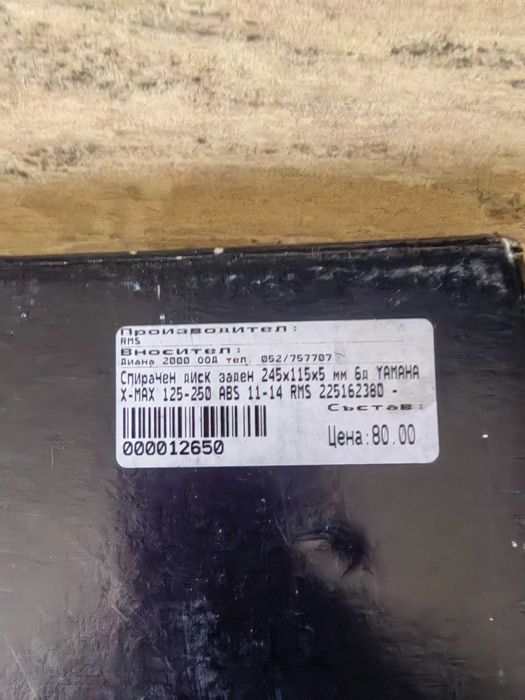 Производител:
RMS
Вносител:
Диана 2000 ООД тел. 052/757707
Спирачен диск заден 245x115x5 мм 6д YAMAHA
X-MAX 125-250 ABS 11-14 RMS 225162380 -
Състав:
000012650
Цена:80.00